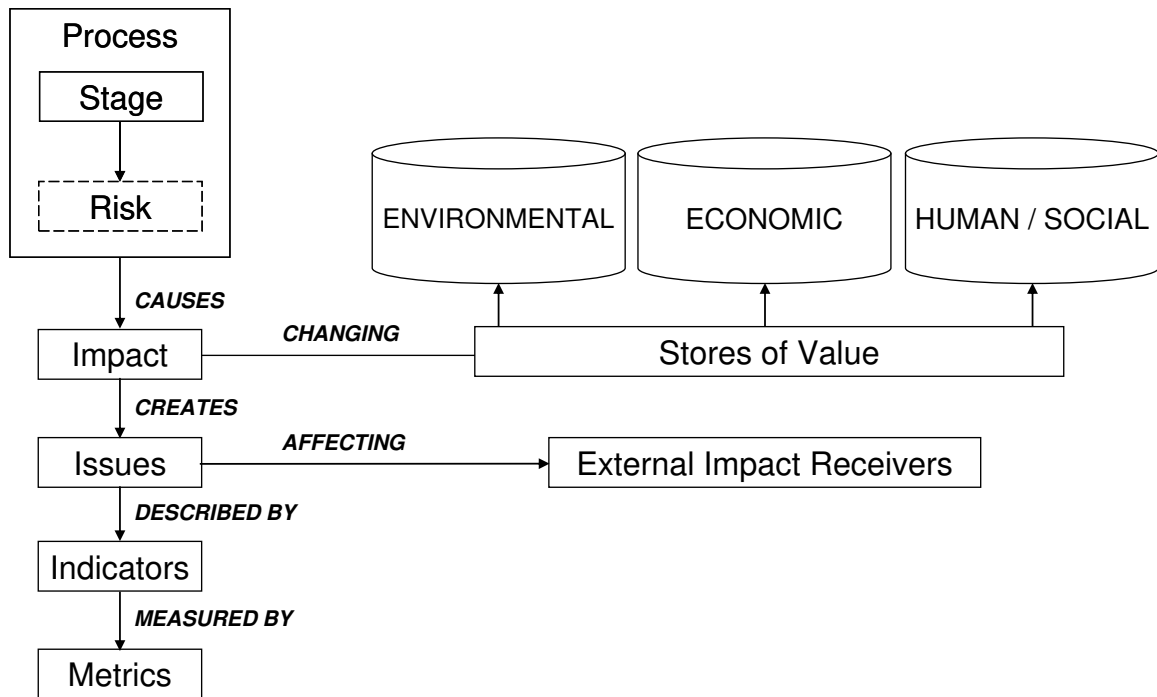 Process
Stage
Risk
ENVIRONMENTAL
ECONOMIC
HUMAN / SOCIAL
CAUSES
Impact
CHANGING
Stores of Value
CREATES
Issues
AFFECTING
External Impact Receivers
DESCRIBED BY
Indicators
MEASURED BY
Metrics